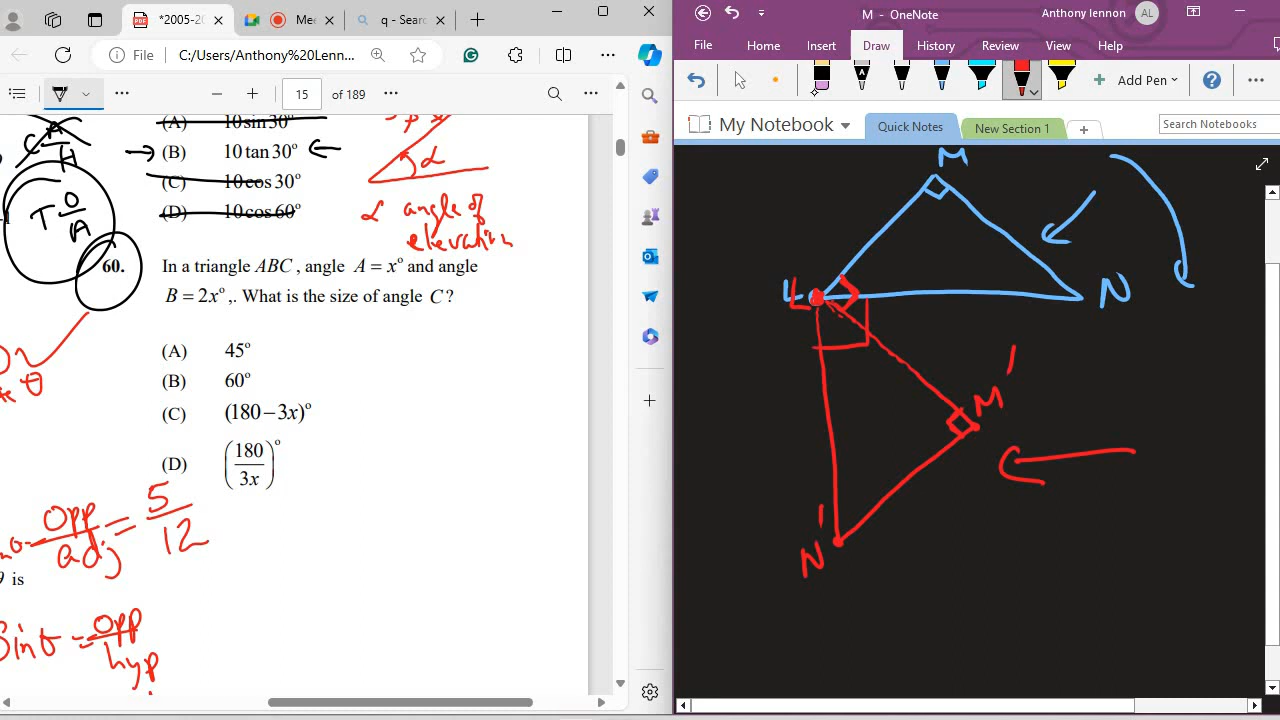 *2005-20
Mee
q - Searc
M - OneNote
Anthony lennon
AL
File
C:/Users/Anthony%20Lenn...
File
Home
Insert
Draw
History
Review
View
Help
15
of 189
Add Pen
My Notebook
Quick Notes
New Section 1
Search Notebooks
(A) 10 sin 30°
(B) 10 tan 30°
(C) 10 cos 30°
(D) 10 cos 60°
C A/H
T O/A
α
α angle of
elevation
60. In a triangle ABC, angle A = x° and angle
B = 2x°,. What is the size of angle C?
(A) 45°
(B) 60°
(C) (180 – 3x)°
(D) (180/3x)°
θ
opp/adj = 5/12
θ is
Sinθ = opp/hyp
M
L
L
N
M'
N'